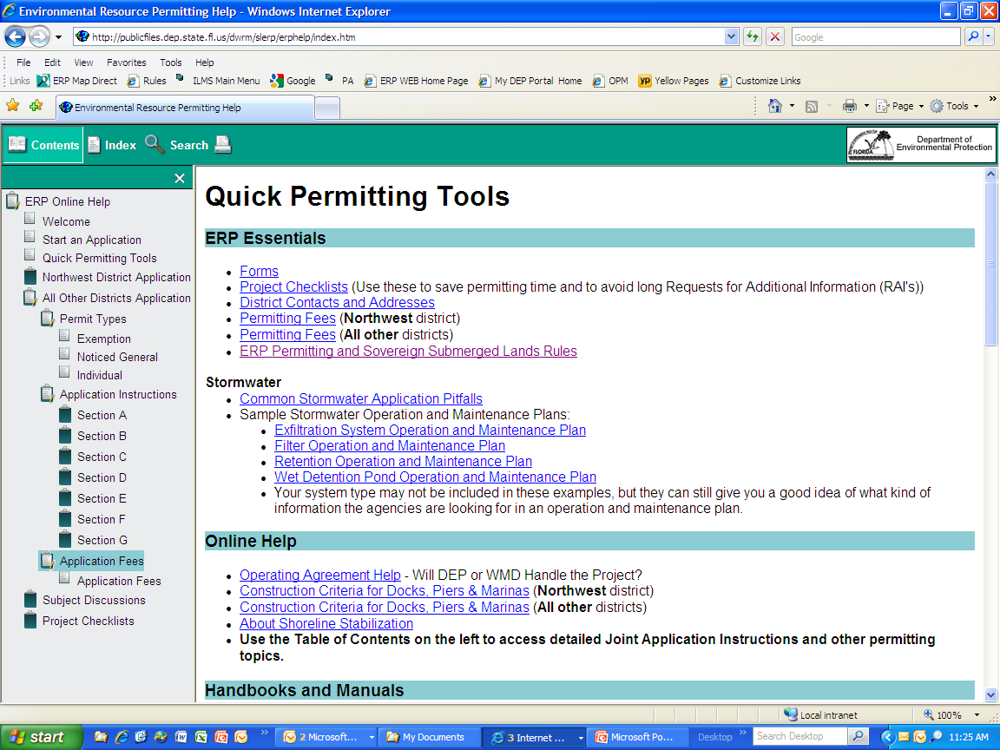 Environmental Resource Permitting Help - Windows Internet Explorer
http://publicfiles.dep.state.fl.us/dwrm/slerp/erphelp/index.htm
Google
File Edit View Favorites Tools Help
Links ERP Map Direct Rules ILMS Main Menu Google PA ERP WEB Home Page My DEP Portal Home OPM Yellow Pages Customize Links
Environmental Resource Permitting Help
Page Tools
Contents Index Search
FLORIDA
Department of
Environmental Protection
ERP Online Help
Welcome
Start an Application
Quick Permitting Tools
Northwest District Application
All Other Districts Application
Permit Types
Exemption
Noticed General
Individual
Application Instructions
Section A
Section B
Section C
Section D
Section E
Section F
Section G
Application Fees
Application Fees
Subject Discussions
Project Checklists
Quick Permitting Tools
ERP Essentials
• Forms
• Project Checklists (Use these to save permitting time and to avoid long Requests for Additional Information (RAI's))
• District Contacts and Addresses
• Permitting Fees (Northwest district)
• Permitting Fees (All other districts)
• ERP Permitting and Sovereign Submerged Lands Rules
Stormwater
• Common Stormwater Application Pitfalls
• Sample Stormwater Operation and Maintenance Plans:
• Exfiltration System Operation and Maintenance Plan
• Filter Operation and Maintenance Plan
• Retention Operation and Maintenance Plan
• Wet Detention Pond Operation and Maintenance Plan
• Your system type may not be included in these examples, but they can still give you a good idea of what kind of
information the agencies are looking for in an operation and maintenance plan.
Online Help
• Operating Agreement Help - Will DEP or WMD Handle the Project?
• Construction Criteria for Docks, Piers & Marinas (Northwest district)
• Construction Criteria for Docks, Piers & Marinas (All other districts)
• About Shoreline Stabilization
• Use the Table of Contents on the left to access detailed Joint Application Instructions and other permitting
topics.
Handbooks and Manuals
Local intranet 100%
start 2 Microsoft... My Documents 3 Internet ... Microsoft Po... Desktop Search Desktop 11:25 AM